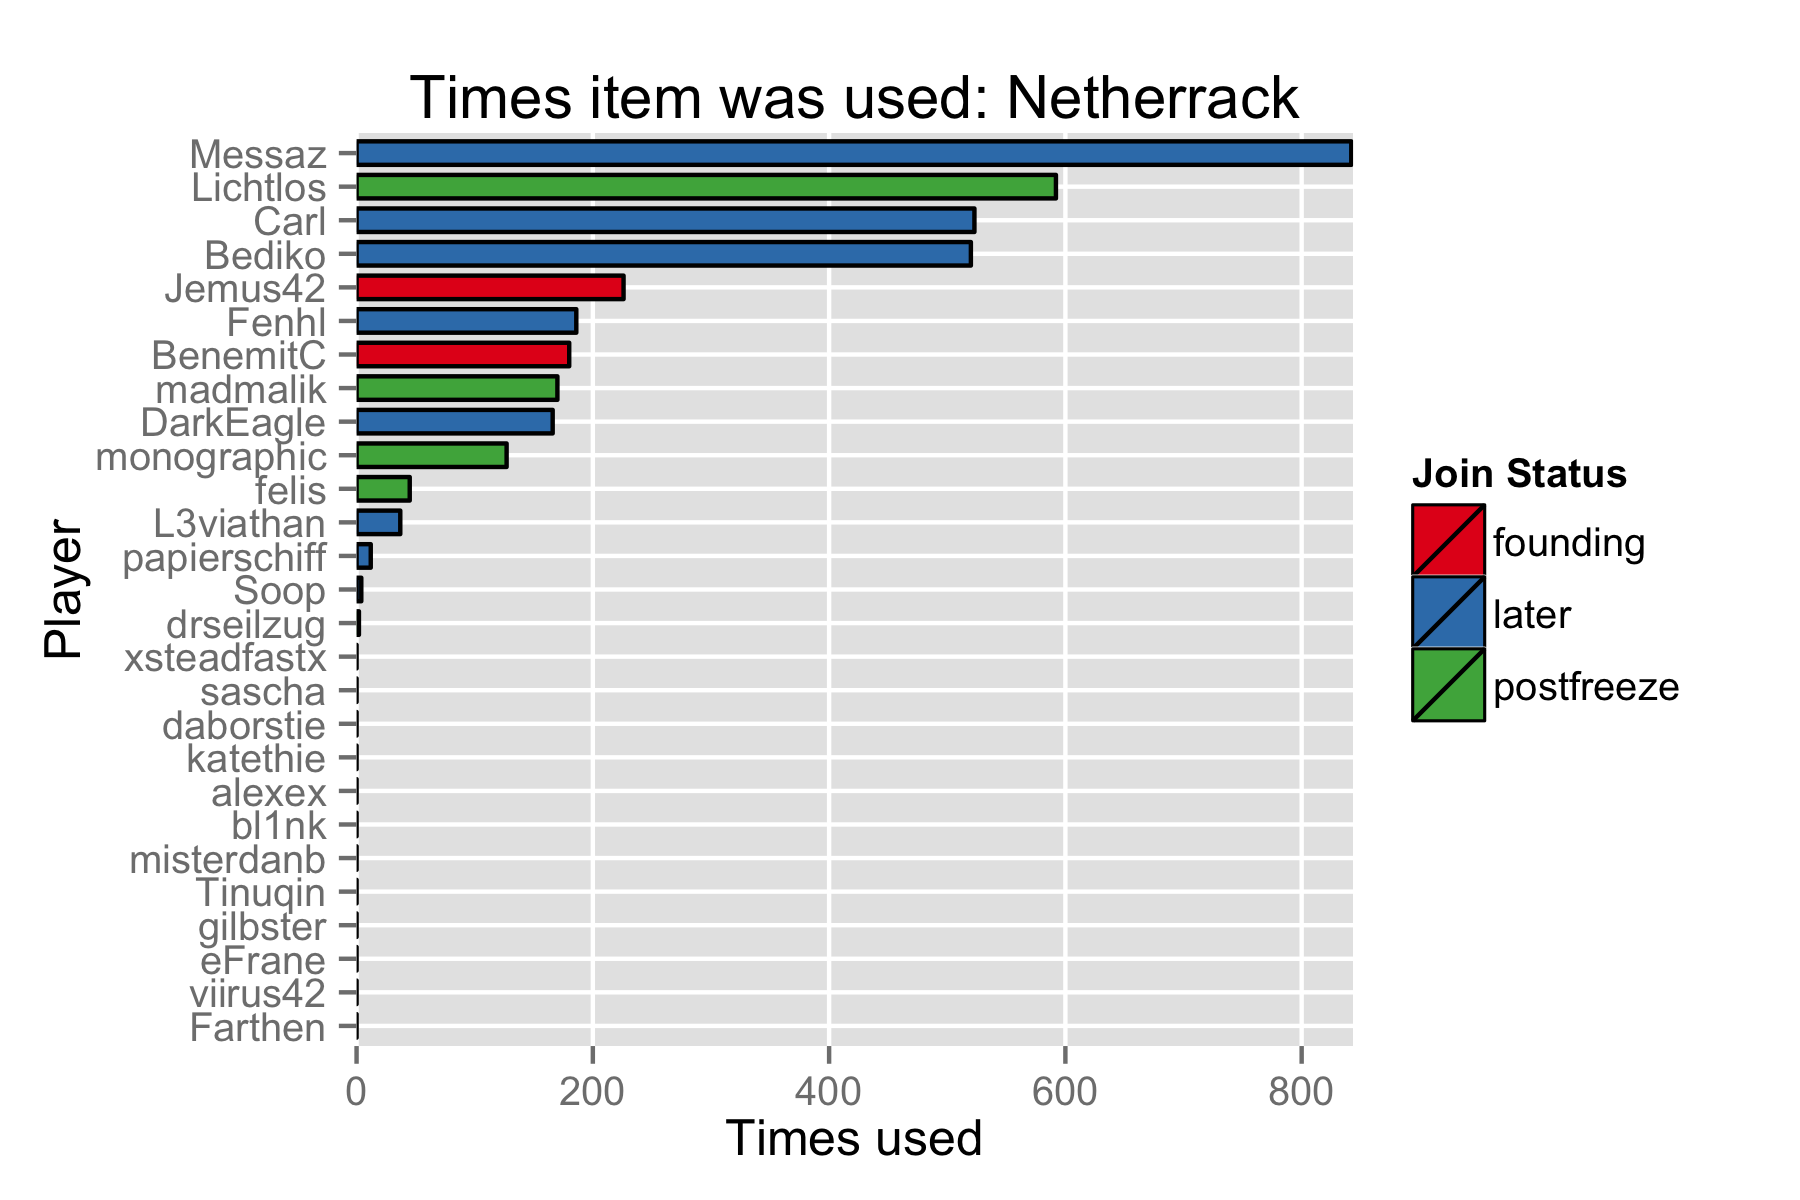 Times item was used: Netherrack
Messaz
Lichtlos
Carl
Bediko
Jemus42
Fenhl
BenemitC
madmalik
DarkEagle
monographic
felis
L3viathan
papierschiff
Soop
drseilzug
xsteadfastx
sascha
daborstie
katethie
alexex
bl1nk
misterdanb
Tinuqin
gilbster
eFrane
viirus42
Farthen
Player
0 200 400 600 800
Times used
Join Status
founding
later
postfreeze